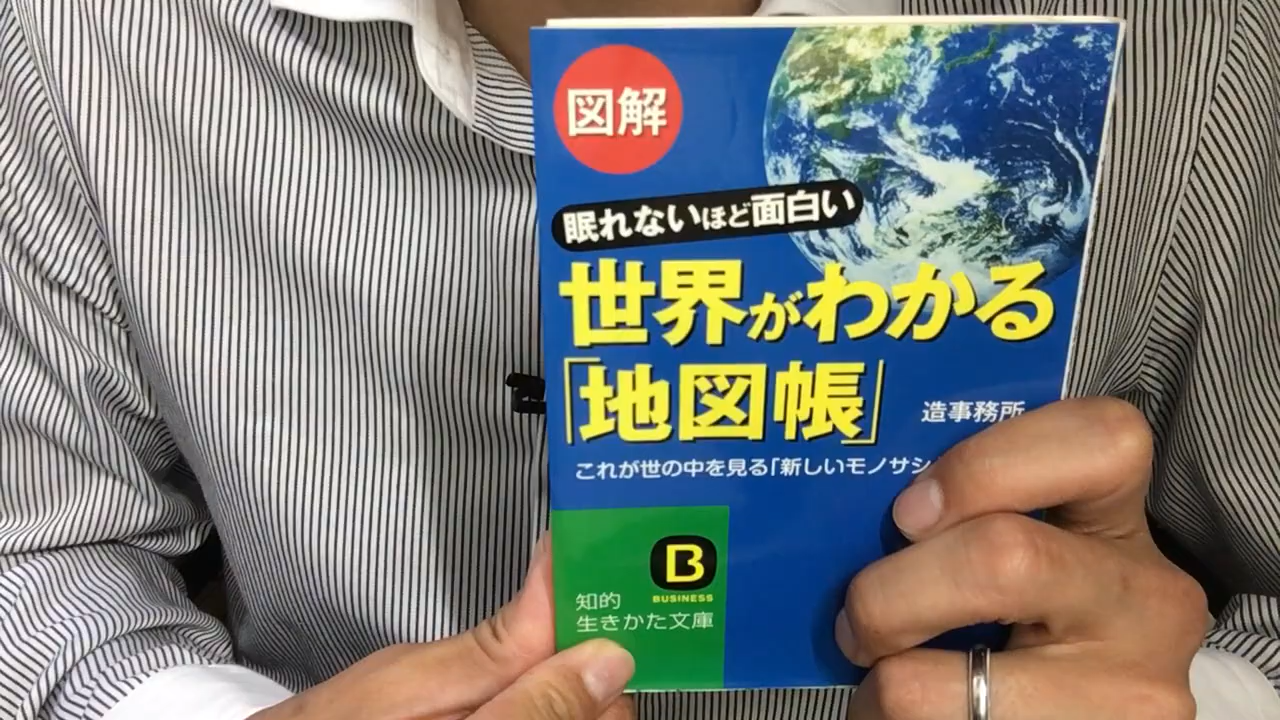 図解
眠れないほど面白い
世界がわかる
「地図帳」
造事務所
これが世の中を見る「新しいモノサシ
B
BUSINESS
知的
生きかた文庫